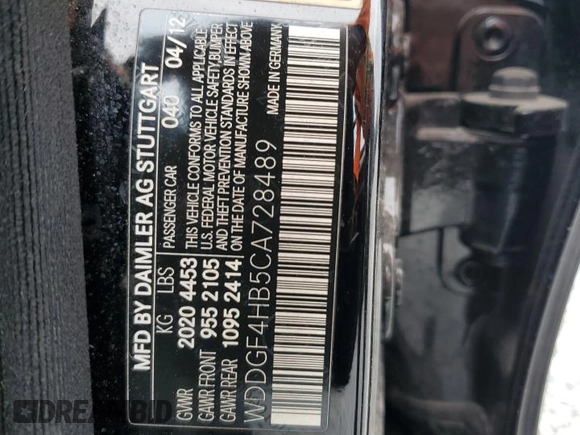 MFD BY DAIMLER AG STUTTGART
KG LBS PASSENGER CAR 040 04/12
GVWR 2020 4453 THIS VEHICLE CONFORMS TO ALL APPLICABLE
GAWR FRONT 955 2105 U.S. FEDERAL MOTOR VEHICLE SAFETY, BUMPER
GAWR REAR 1095 2414 AND THEFT PREVENTION STANDARDS IN EFFECT
ON THE DATE OF MANUFACTURE SHOWN ABOVE
WDDGF4HB5CA728489 MADE IN GERMANY
DREAMBID